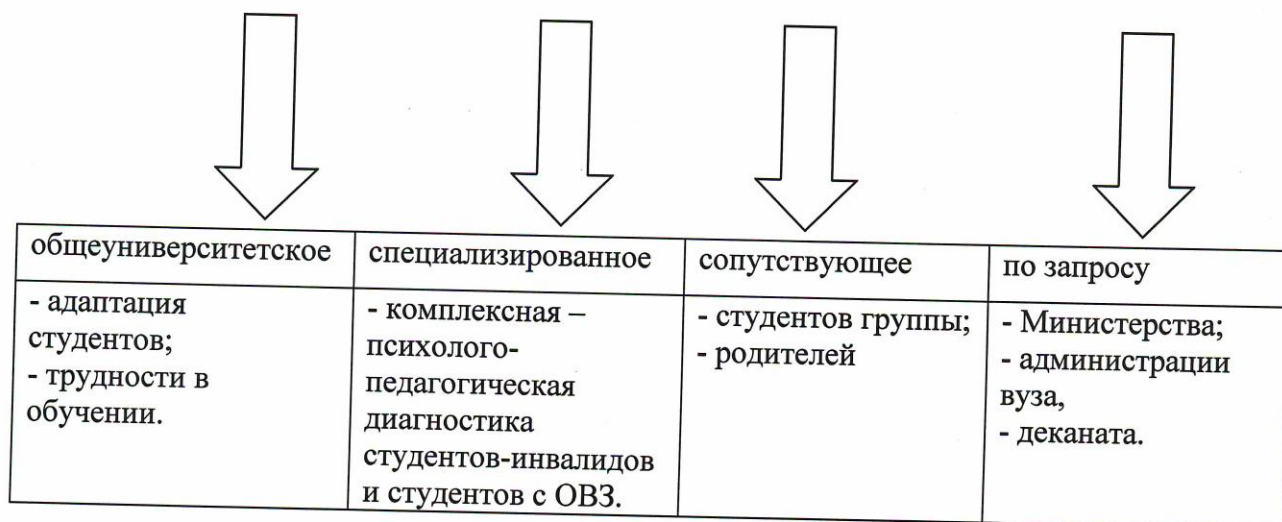 общеуниверситетское
специализированное
сопутствующее
по запросу
- адаптация
студентов;
- трудности в
обучении.
- комплексная –
психолого-
педагогическая
диагностика
студентов-инвалидов
и студентов с ОВЗ.
- студентов группы;
- родителей
- Министерства;
- администрации
вуза,
- деканата.